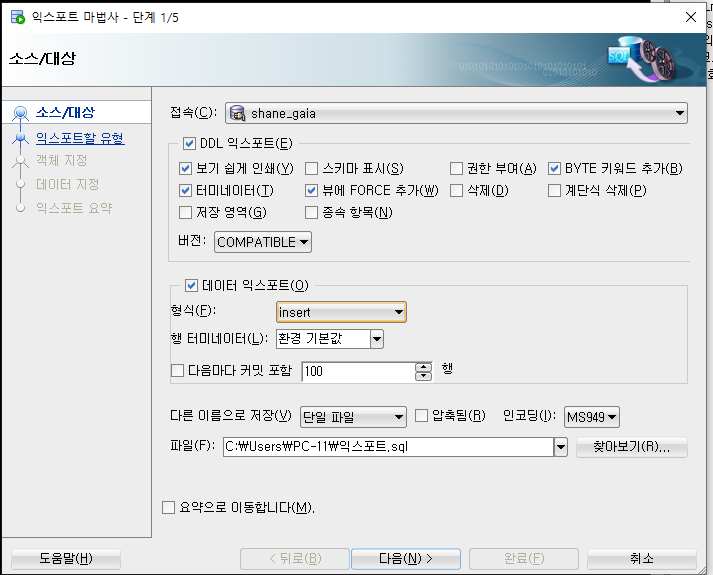 익스포트 마법사 - 단계 1/5
소스/대상
소스/대상
익스포트할 유형
객체 지정
데이터 지정
익스포트 요약
접속(C): shane_gaia
DDL 익스포트(E)
보기 쉽게 인쇄(Y) 스키마 표시(S) 권한 부여(A) BYTE 키워드 추가(B)
터미네이터(T) 뷰에 FORCE 추가(W) 삭제(D) 계단식 삭제(P)
저장 영역(G) 종속 항목(N)
버전: COMPATIBLE
데이터 익스포트(O)
형식(F): insert
행 터미네이터(L): 환경 기본값
다음마다 커밋 포함 100 행
다른 이름으로 저장(V) 단일 파일 압축됨(R) 인코딩(I): MS949
파일(F): C:₩Users₩PC-11₩익스포트.sql 찾아보기(R)...
요약으로 이동합니다(M).
도움말(H) < 뒤로(B) 다음(N) > 완료(F) 취소